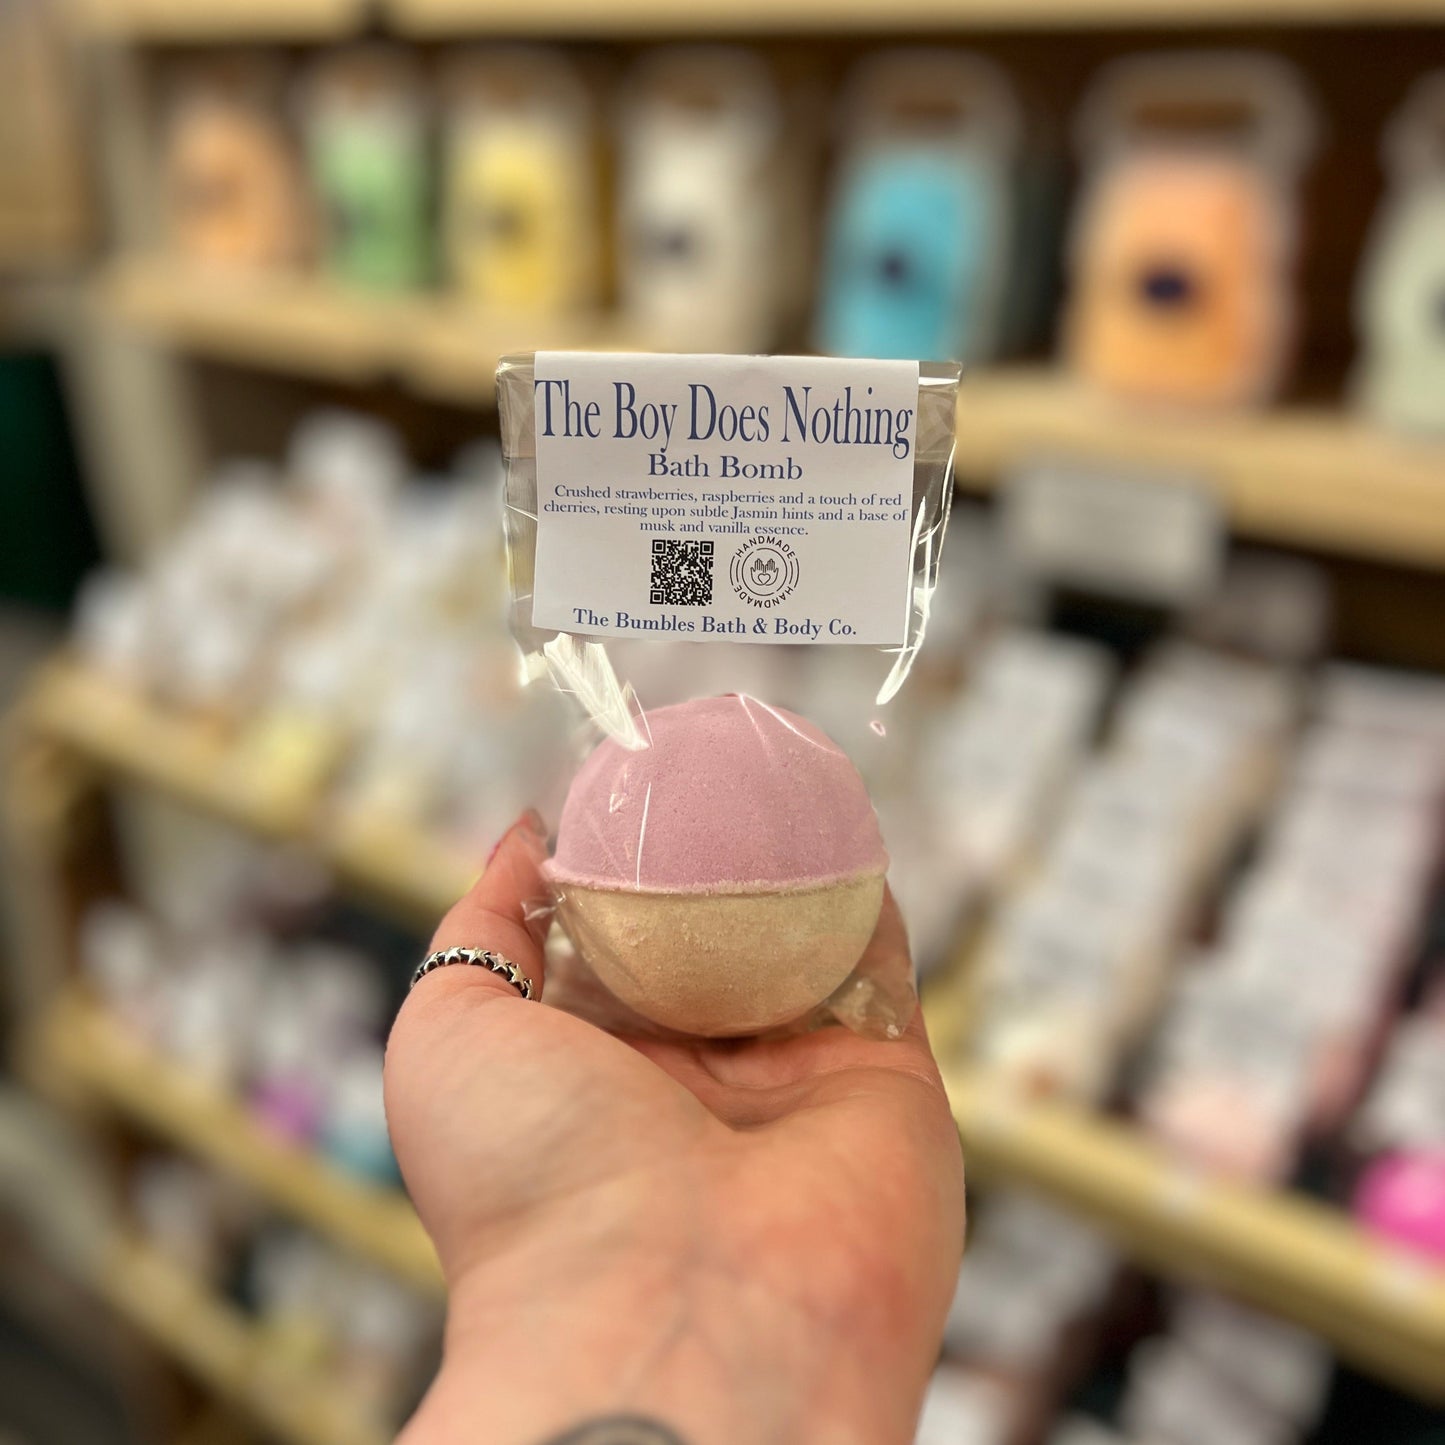 The Boy Does Nothing
Bath Bomb
Crushed strawberries, raspberries and a touch of red
cherries, resting upon subtle Jasmin hints and a base of
musk and vanilla essence.
HANDMADE
HANDMADE
The Bumbles Bath & Body Co.